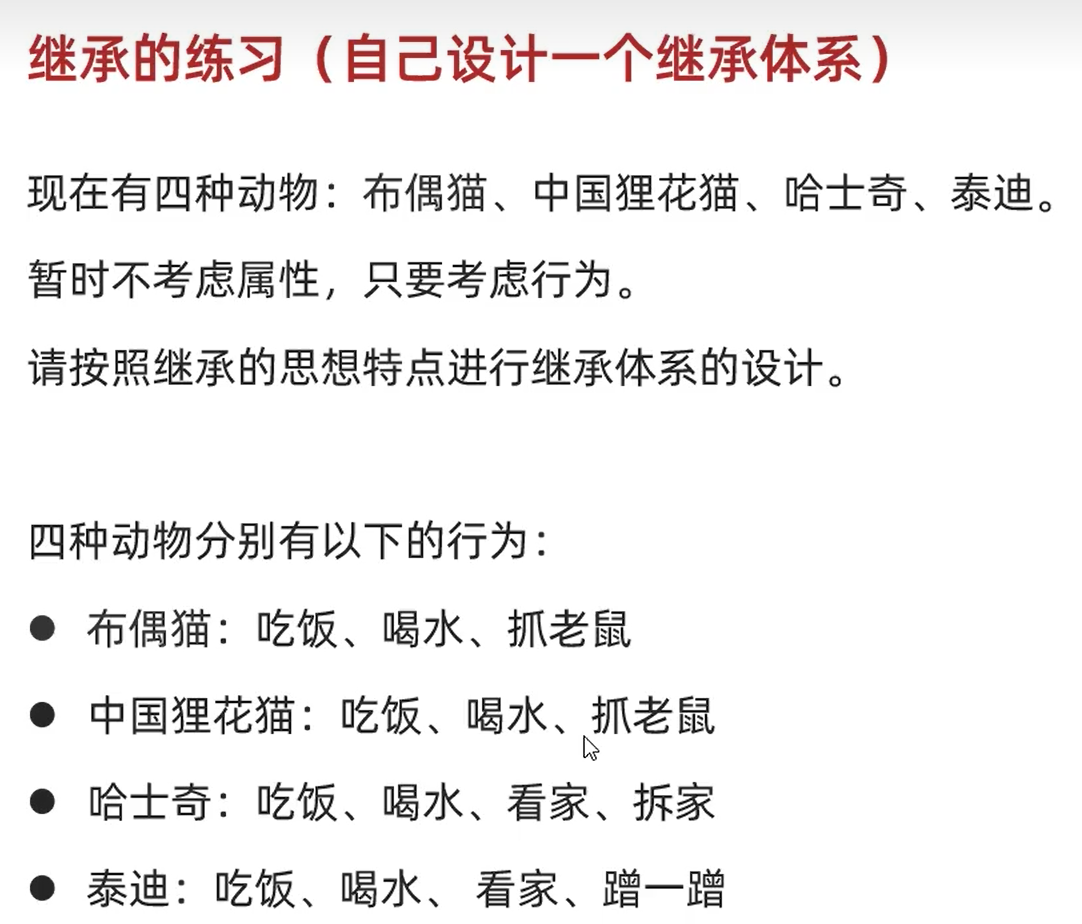 继承的练习（自己设计一个继承体系）
现在有四种动物：布偶猫、中国狸花猫、哈士奇、泰迪。
暂时不考虑属性，只要考虑行为。
请按照继承的思想特点进行继承体系的设计。
四种动物分别有以下的行为：
● 布偶猫：吃饭、喝水、抓老鼠
● 中国狸花猫：吃饭、喝水、抓老鼠
● 哈士奇：吃饭、喝水、看家、拆家
● 泰迪：吃饭、喝水、 看家、蹭一蹭